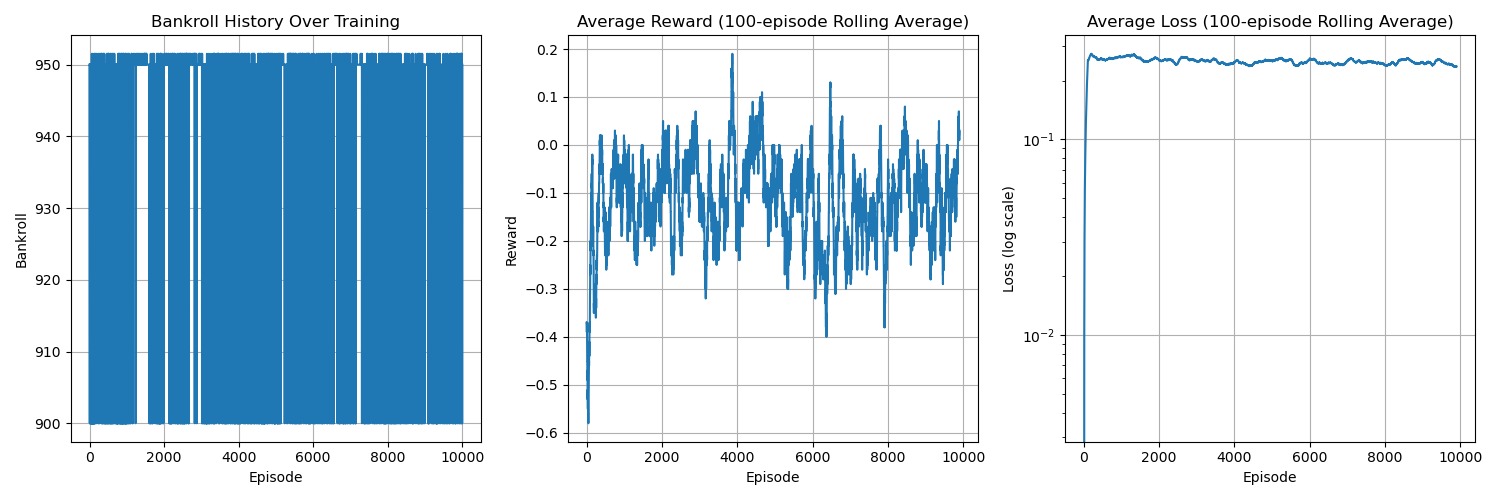 Bankroll History Over Training
950
940
930
920
910
900
Bankroll
0 2000 4000 6000 8000 10000
Episode
Average Reward (100-episode Rolling Average)
0.2
0.1
0.0
−0.1
−0.2
−0.3
−0.4
−0.5
−0.6
Reward
0 2000 4000 6000 8000 10000
Episode
Average Loss (100-episode Rolling Average)
10⁻¹
10⁻²
Loss (log scale)
0 2000 4000 6000 8000 10000
Episode